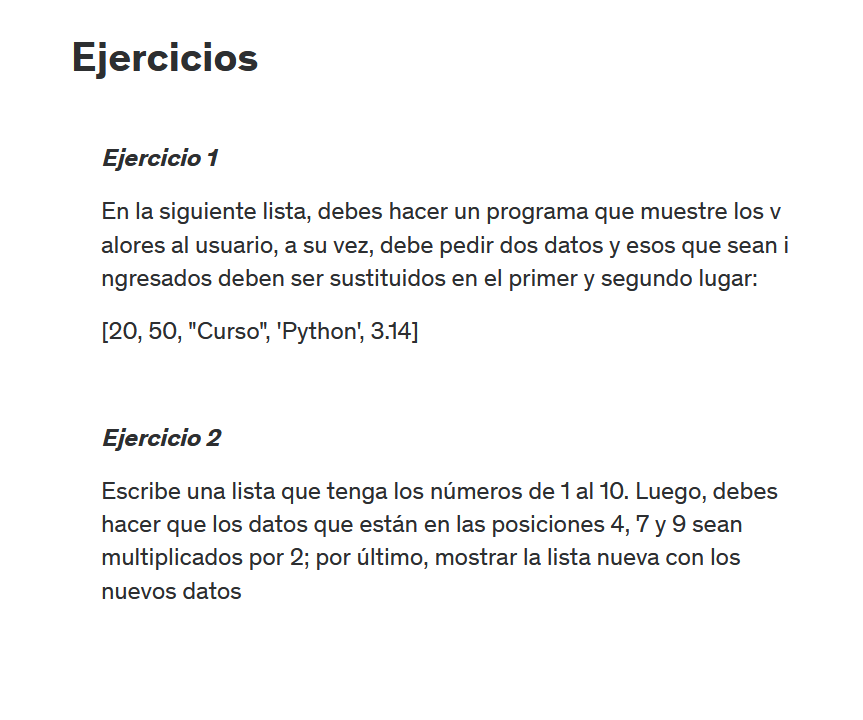 Ejercicios
Ejercicio 1
En la siguiente lista, debes hacer un programa que muestre los v
alores al usuario, a su vez, debe pedir dos datos y esos que sean i
ngresados deben ser sustituidos en el primer y segundo lugar:
[20, 50, "Curso", 'Python', 3.14]
Ejercicio 2
Escribe una lista que tenga los números de 1 al 10. Luego, debes
hacer que los datos que están en las posiciones 4, 7 y 9 sean
multiplicados por 2; por último, mostrar la lista nueva con los
nuevos datos